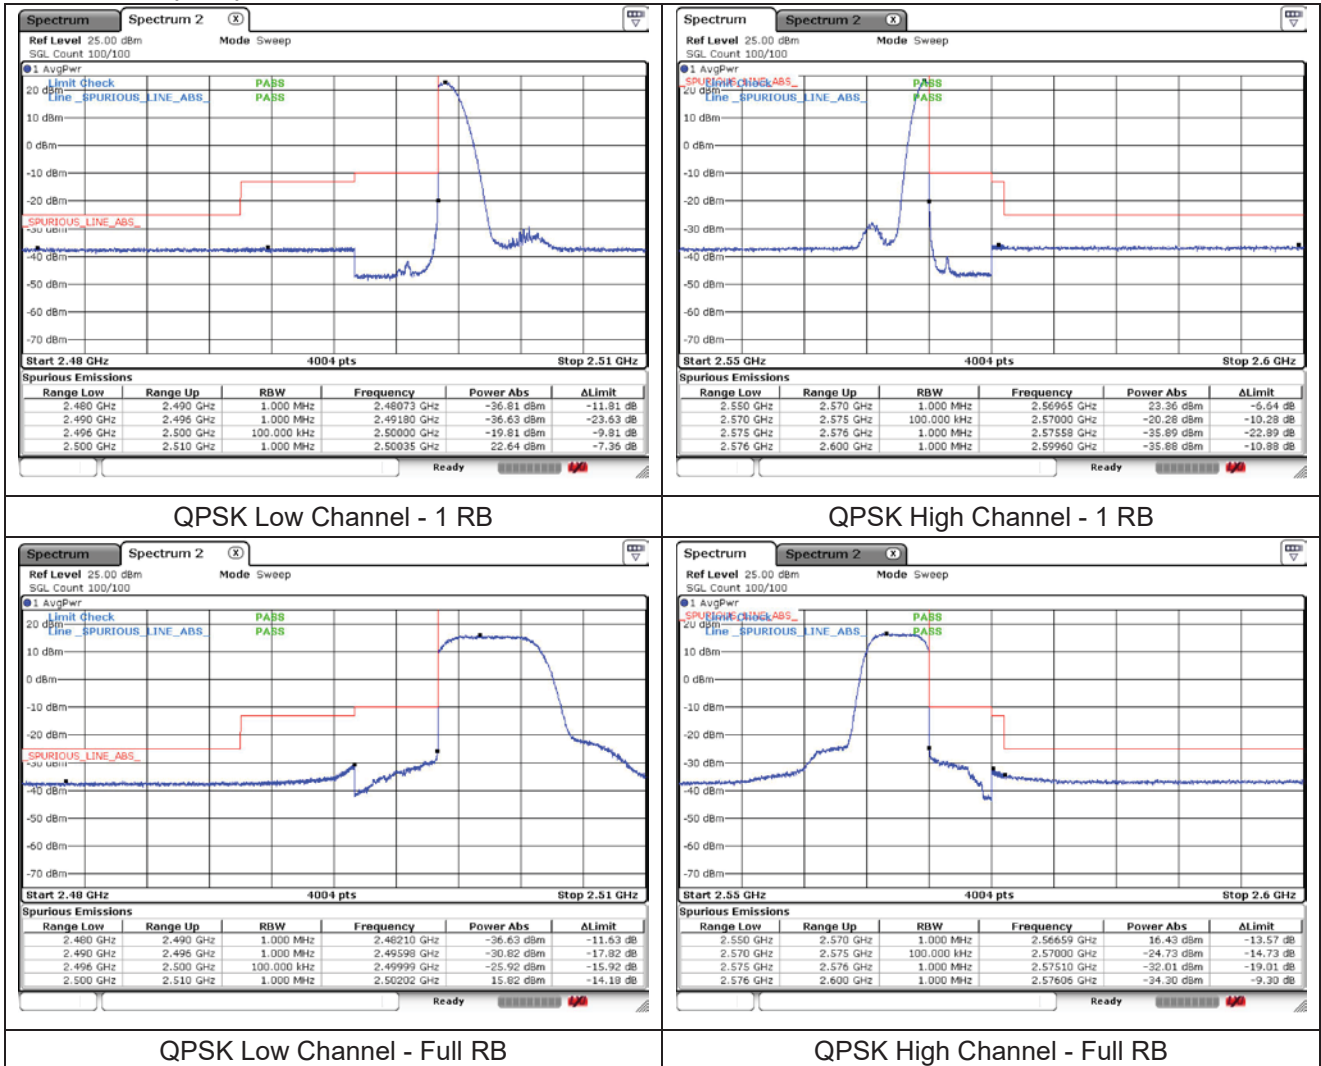 Spectrum Spectrum 2 X
Ref Level 25.00 dBm Mode Sweep
SGL Count 100/100
1 AvgPwr
Limit Check PASS
20 dBm
Line _SPURIOUS_LINE_ABS_ PASS
10 dBm
0 dBm
-10 dBm
-20 dBm
_SPURIOUS_LINE_ABS_
-30 dBm
-40 dBm
-50 dBm
-60 dBm
-70 dBm
Start 2.48 GHz 4004 pts Stop 2.51 GHz
Spurious Emissions
Range Low Range Up RBW Frequency Power Abs ΔLimit
2.480 GHz 2.490 GHz 1.000 MHz 2.48073 GHz -36.81 dBm -11.81 dB
2.490 GHz 2.496 GHz 1.000 MHz 2.49180 GHz -36.63 dBm -23.63 dB
2.496 GHz 2.500 GHz 100.000 kHz 2.50000 GHz -19.81 dBm -9.81 dB
2.500 GHz 2.510 GHz 1.000 MHz 2.50035 GHz 22.64 dBm -7.36 dB
Ready
QPSK Low Channel - 1 RB
Spectrum Spectrum 2 X
Ref Level 25.00 dBm Mode Sweep
SGL Count 100/100
1 AvgPwr
_SPURIOUS_LINE_ABS_
Limit Check PASS
20 dBm
Line _SPURIOUS_LINE_ABS_ PASS
10 dBm
0 dBm
-10 dBm
-20 dBm
-30 dBm
-40 dBm
-50 dBm
-60 dBm
-70 dBm
Start 2.55 GHz 4004 pts Stop 2.6 GHz
Spurious Emissions
Range Low Range Up RBW Frequency Power Abs ΔLimit
2.550 GHz 2.570 GHz 1.000 MHz 2.56965 GHz 23.36 dBm -6.64 dB
2.570 GHz 2.575 GHz 100.000 kHz 2.57000 GHz -20.28 dBm -10.28 dB
2.575 GHz 2.576 GHz 1.000 MHz 2.57558 GHz -35.89 dBm -22.89 dB
2.576 GHz 2.600 GHz 1.000 MHz 2.59960 GHz -35.88 dBm -10.88 dB
Ready
QPSK High Channel - 1 RB
Spectrum Spectrum 2 X
Ref Level 25.00 dBm Mode Sweep
SGL Count 100/100
1 AvgPwr
Limit Check PASS
20 dBm
Line _SPURIOUS_LINE_ABS_ PASS
10 dBm
0 dBm
-10 dBm
-20 dBm
_SPURIOUS_LINE_ABS_
-30 dBm
-40 dBm
-50 dBm
-60 dBm
-70 dBm
Start 2.48 GHz 4004 pts Stop 2.51 GHz
Spurious Emissions
Range Low Range Up RBW Frequency Power Abs ΔLimit
2.480 GHz 2.490 GHz 1.000 MHz 2.48210 GHz -36.63 dBm -11.63 dB
2.490 GHz 2.496 GHz 1.000 MHz 2.49598 GHz -30.82 dBm -17.82 dB
2.496 GHz 2.500 GHz 100.000 kHz 2.49999 GHz -25.92 dBm -15.92 dB
2.500 GHz 2.510 GHz 1.000 MHz 2.50202 GHz 15.82 dBm -14.18 dB
Ready
QPSK Low Channel - Full RB
Spectrum Spectrum 2 X
Ref Level 25.00 dBm Mode Sweep
SGL Count 100/100
1 AvgPwr
_SPURIOUS_LINE_ABS_
Limit Check PASS
20 dBm
Line _SPURIOUS_LINE_ABS_ PASS
10 dBm
0 dBm
-10 dBm
-20 dBm
-30 dBm
-40 dBm
-50 dBm
-60 dBm
-70 dBm
Start 2.55 GHz 4004 pts Stop 2.6 GHz
Spurious Emissions
Range Low Range Up RBW Frequency Power Abs ΔLimit
2.550 GHz 2.570 GHz 1.000 MHz 2.56659 GHz 16.43 dBm -13.57 dB
2.570 GHz 2.575 GHz 100.000 kHz 2.57000 GHz -24.73 dBm -14.73 dB
2.575 GHz 2.576 GHz 1.000 MHz 2.57510 GHz -32.01 dBm -19.01 dB
2.576 GHz 2.600 GHz 1.000 MHz 2.57606 GHz -34.30 dBm -9.30 dB
Ready
QPSK High Channel - Full RB